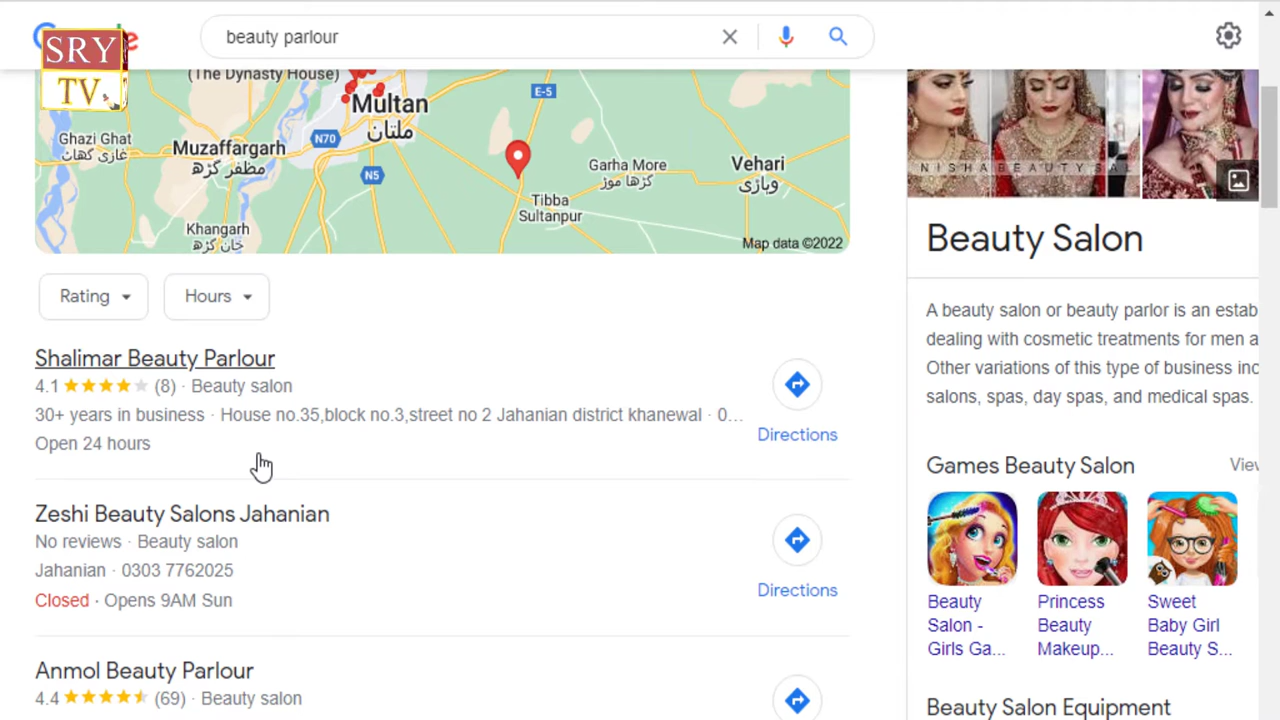 beauty parlour
SRY
TV
(The Dynasty House)
Multan
ملتان
E-5
Ghazi Ghat
غازی گھاٹ
Muzaffargarh
مظفر گڑھ
N70
N5
Garha More
گڑھا موڑ
Vehari
وہاڑی
Tibba
Sultanpur
Khangarh
خان گڑھ
Map data ©2022
NISHA BEAUTY SAL
Beauty Salon
A beauty salon or beauty parlor is an estab
dealing with cosmetic treatments for men a
Other variations of this type of business inc
salons, spas, day spas, and medical spas.
Rating
Hours
Shalimar Beauty Parlour
4.1 (8) · Beauty salon
30+ years in business · House no.35,block no.3,street no 2 Jahanian district khanewal · 0...
Open 24 hours
Directions
Zeshi Beauty Salons Jahanian
No reviews · Beauty salon
Jahanian · 0303 7762025
Closed · Opens 9AM Sun
Directions
Anmol Beauty Parlour
4.4 (69) · Beauty salon
Games Beauty Salon
View
Beauty
Salon -
Girls Ga...
Princess
Beauty
Makeup...
Sweet
Baby Girl
Beauty S...
Beauty Salon Equipment